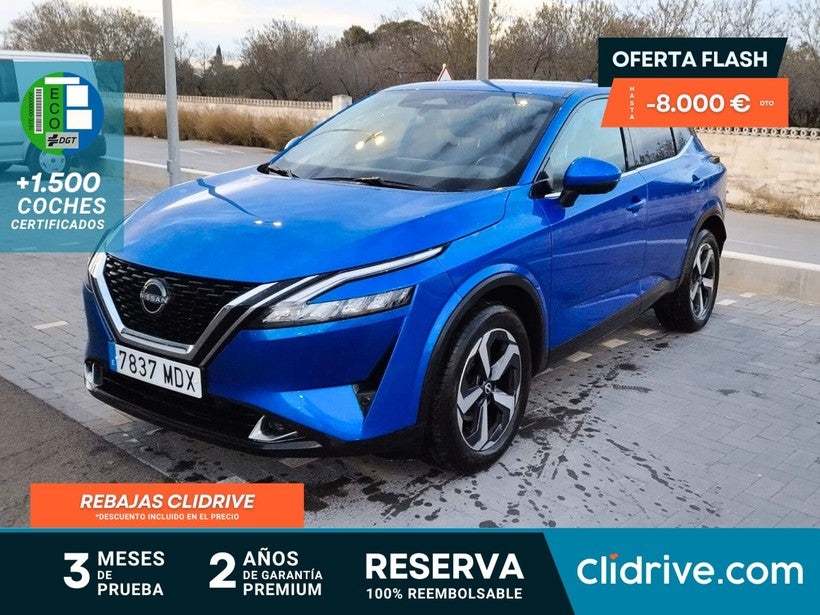 OFERTA FLASH
HASTA
-8.000 €
DTO
ECO
DGT
+1.500
COCHES
CERTIFICADOS
NISSAN
7837 MDX
REBAJAS CLIDRIVE
*DESCUENTO INCLUIDO EN EL PRECIO
3 MESES
DE
PRUEBA
2 AÑOS
DE GARANTÍA
PREMIUM
RESERVA
100% REEMBOLSABLE
Clidrive.com